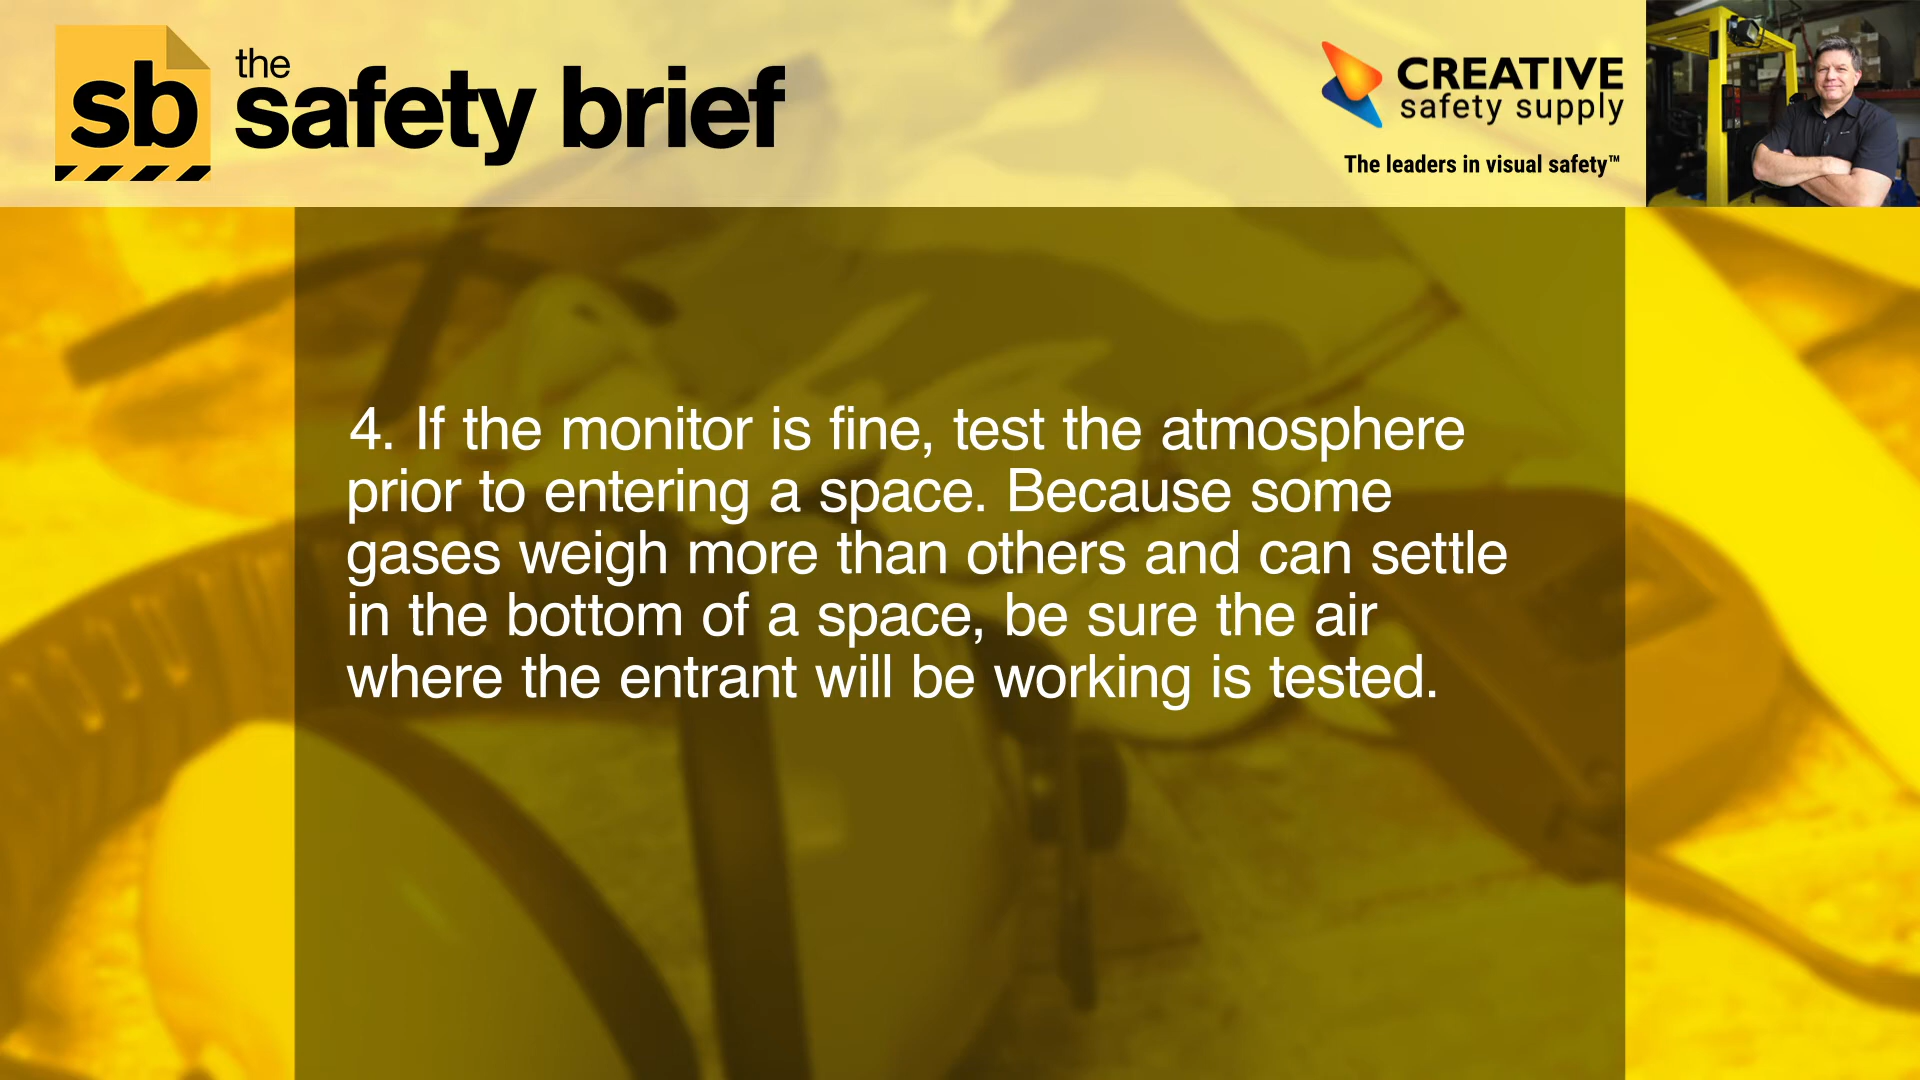 sb
the
safety brief
CREATIVE
safety supply
The leaders in visual safety™
4. If the monitor is fine, test the atmosphere
prior to entering a space. Because some
gases weigh more than others and can settle
in the bottom of a space, be sure the air
where the entrant will be working is tested.